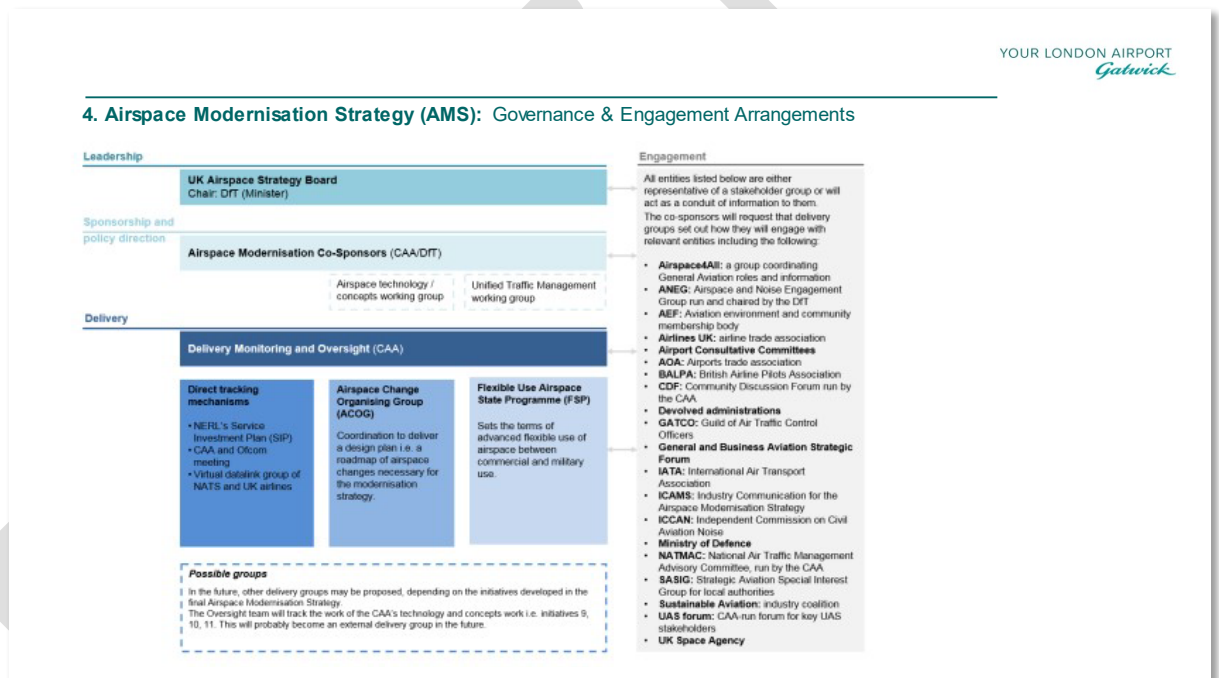 YOUR LONDON AIRPORT
Gatwick
4. Airspace Modernisation Strategy (AMS): Governance & Engagement Arrangements
Leadership
UK Airspace Strategy Board
Chair: DfT (Minister)
Sponsorship and
policy direction
Airspace Modernisation Co-Sponsors (CAA/DfT)
Airspace technology /
concepts working group
Unified Traffic Management
working group
Delivery
Delivery Monitoring and Oversight (CAA)
Direct tracking
mechanisms
• NERL's Service
Investment Plan (SIP)
• CAA and Ofcom
meeting
• Virtual datalink group of
NATS and UK airlines
Airspace Change
Organising Group
(ACOG)
Coordination to deliver
a design plan i.e. a
roadmap of airspace
changes necessary for
the modernisation
strategy.
Flexible Use Airspace
State Programme (FSP)
Sets the terms of
advanced flexible use of
airspace between
commercial and military
use.
Possible groups
In the future, other delivery groups may be proposed, depending on the initiatives developed in the
final Airspace Modernisation Strategy.
The Oversight team will track the work of the CAA's technology and concepts work i.e. initiatives 9,
10, 11. This will probably become an external delivery group in the future.
Engagement
All entities listed below are either
representative of a stakeholder group or will
act as a conduit of information to them.
The co-sponsors will request that delivery
groups set out how they will engage with
relevant entities including the following:
• Airspace4All: a group coordinating
General Aviation roles and information
• ANEG: Airspace and Noise Engagement
Group run and chaired by the DfT
• AEF: Aviation environment and community
membership body
• Airlines UK: airline trade association
• Airport Consultative Committees
• AOA: Airports trade association
• BALPA: British Airline Pilots Association
• CDF: Community Discussion Forum run by
the CAA
• Devolved administrations
• GATCO: Guild of Air Traffic Control
Officers
• General and Business Aviation Strategic
Forum
• IATA: International Air Transport
Association
• ICAMS: Industry Communication for the
Airspace Modernisation Strategy
• ICCAN: Independent Commission on Civil
Aviation Noise
• Ministry of Defence
• NATMAC: National Air Traffic Management
Advisory Committee, run by the CAA
• SASIG: Strategic Aviation Special Interest
Group for local authorities
• Sustainable Aviation: industry coalition
• UAS forum: CAA-run forum for key UAS
stakeholders
• UK Space Agency